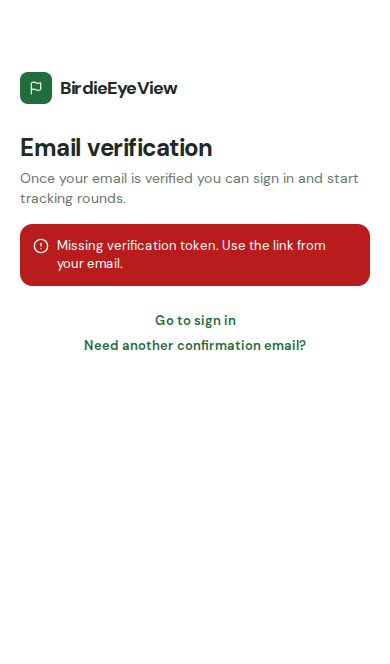 BirdieEyeView
Email verification
Once your email is verified you can sign in and start
tracking rounds.
Missing verification token. Use the link from
your email.
Go to sign in
Need another confirmation email?